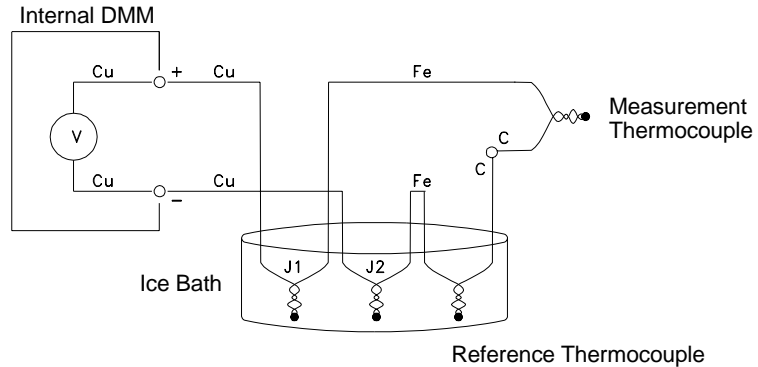 Internal DMM
Cu + Cu Fe
V
Measurement
Thermocouple
C
C
Cu Cu Fe
−
J1 J2
Ice Bath
Reference Thermocouple